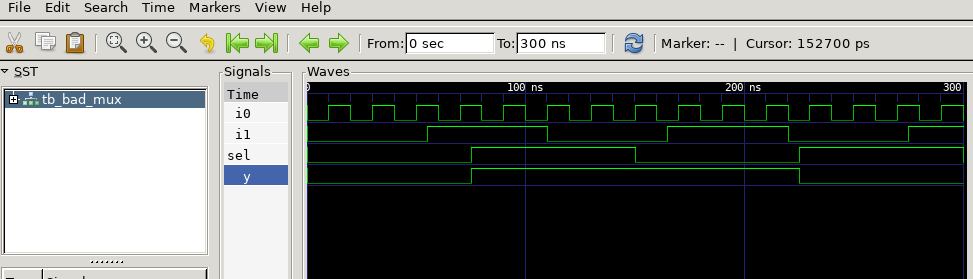 File Edit Search Time Markers View Help
From: 0 sec To: 300 ns Marker: -- | Cursor: 152700 ps
SST
tb_bad_mux
Signals
Time
i0
i1
sel
y
Waves
0 100 ns 200 ns 300